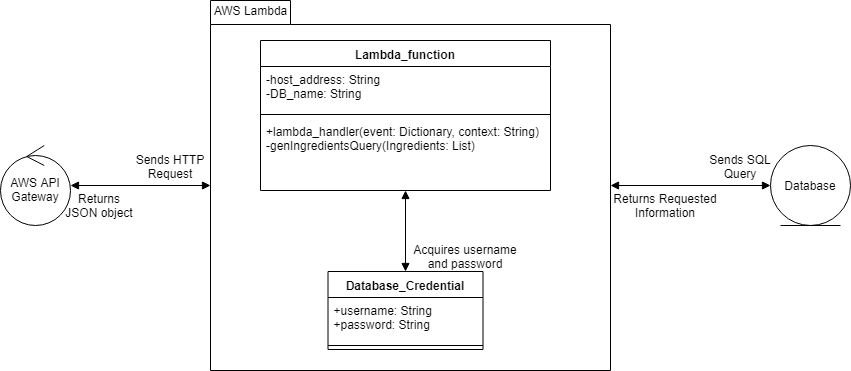 AWS Lambda
Lambda_function
-host_address: String
-DB_name: String
+lambda_handler(event: Dictionary, context: String)
-genIngredientsQuery(Ingredients: List)
AWS API
Gateway
Sends HTTP
Request
Returns
JSON object
Sends SQL
Query
Returns Requested
Information
Database
Acquires username
and password
Database_Credential
+username: String
+password: String